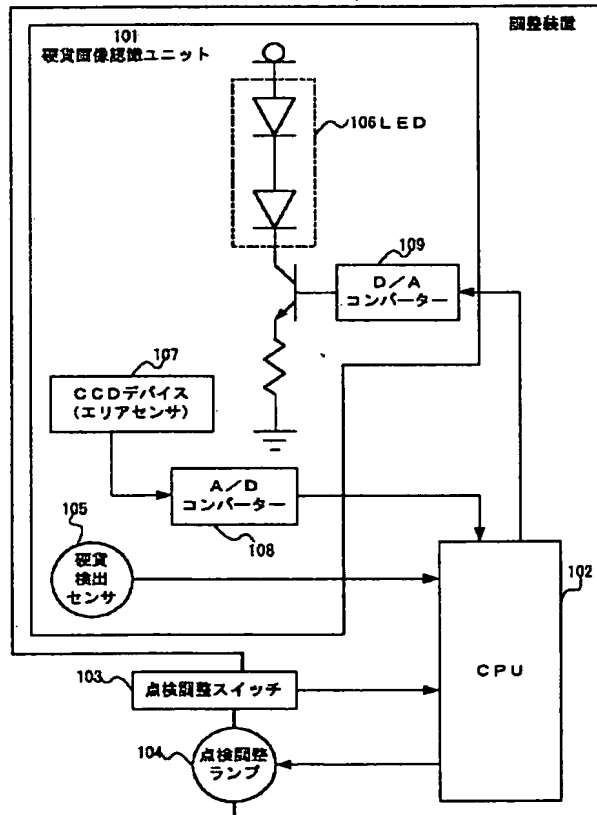 調整装置
101
硬貨画像認識ユニット
106LED
109
D/A
コンバーター
107
CCDデバイス
(エリアセンサ)
A/D
コンバーター
108
105
硬貨
検出
センサ
102
CPU
103
点検調整スイッチ
104
点検調整
ランプ